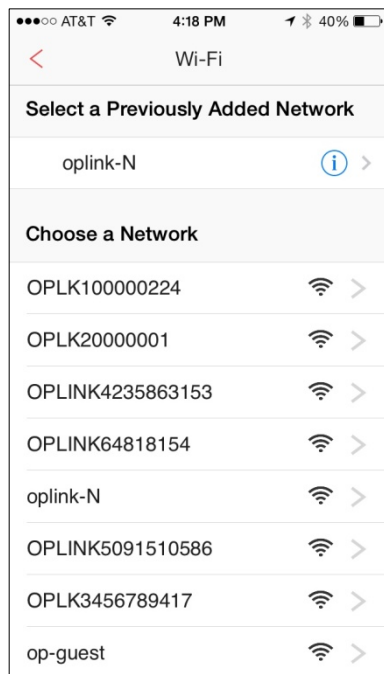 AT&T 4:18 PM 40%
Wi-Fi
Select a Previously Added Network
oplink-N i
Choose a Network
OPLK100000224
OPLK20000001
OPLINK4235863153
OPLINK64818154
oplink-N
OPLINK5091510586
OPLK3456789417
op-guest